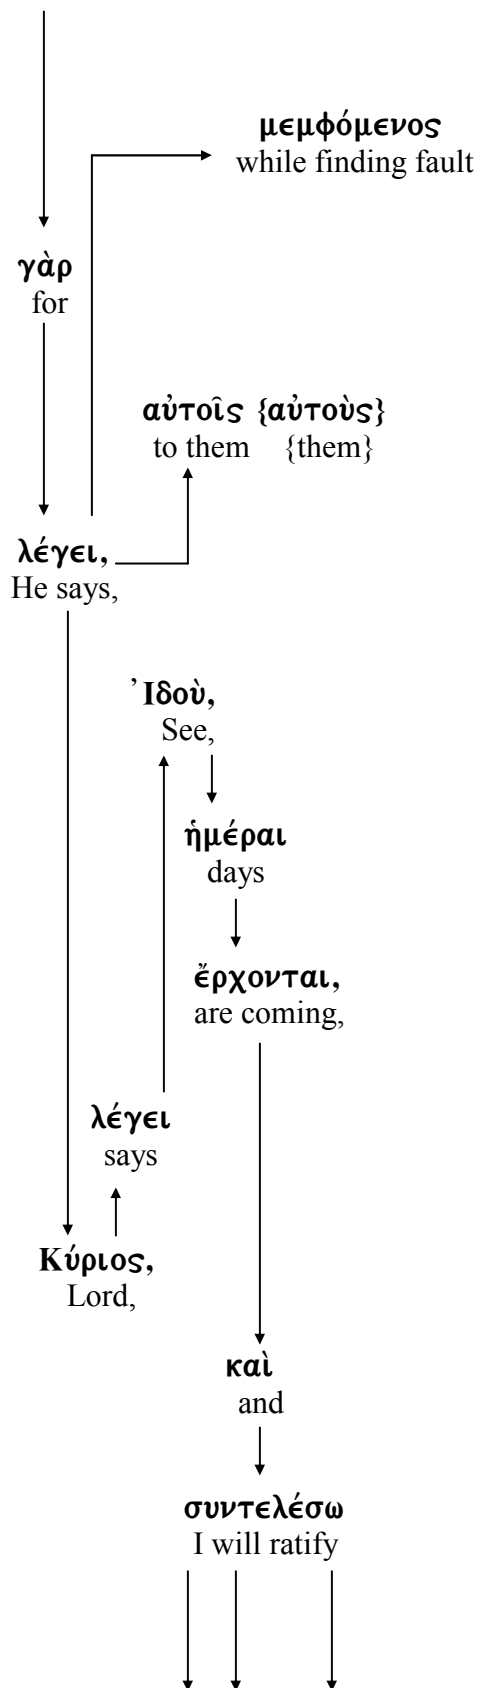 μεμφόμενος
while finding fault
γὰρ
for
αὐτοῖς {αὐτοὺς}
to them {them}
λέγει,
He says,
Ἰδοὺ,
See,
ἡμέραι
days
ἔρχονται,
are coming,
λέγει
says
Κύριος,
Lord,
καὶ
and
συντελέσω
I will ratify